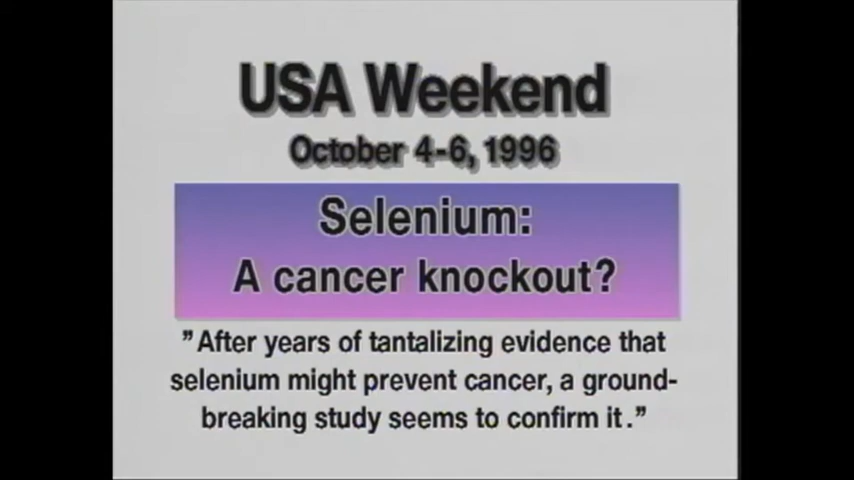 USA Weekend
October 4-6, 1996
Selenium:
A cancer knockout?
”After years of tantalizing evidence that
selenium might prevent cancer, a ground-
breaking study seems to confirm it.”